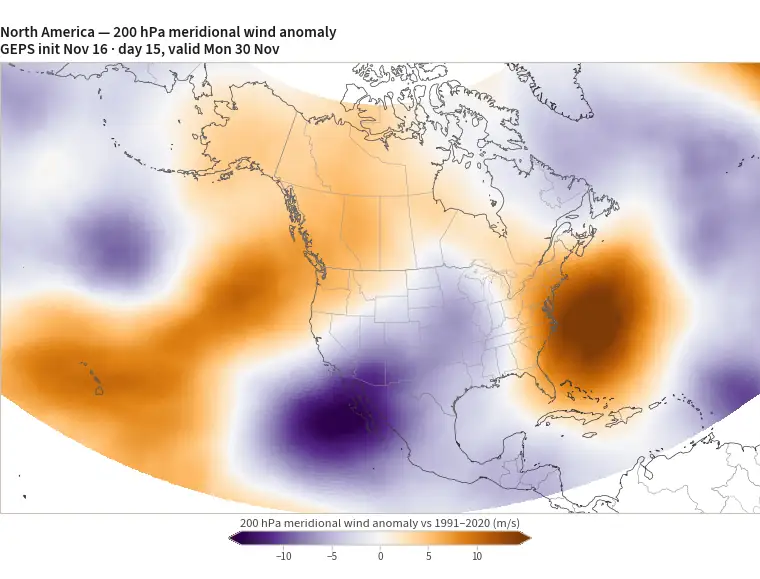 North America — 200 hPa meridional wind anomaly
GEPS init Nov 16 · day 15, valid Mon 30 Nov
200 hPa meridional wind anomaly vs 1991–2020 (m/s)
−10 −5 0 5 10